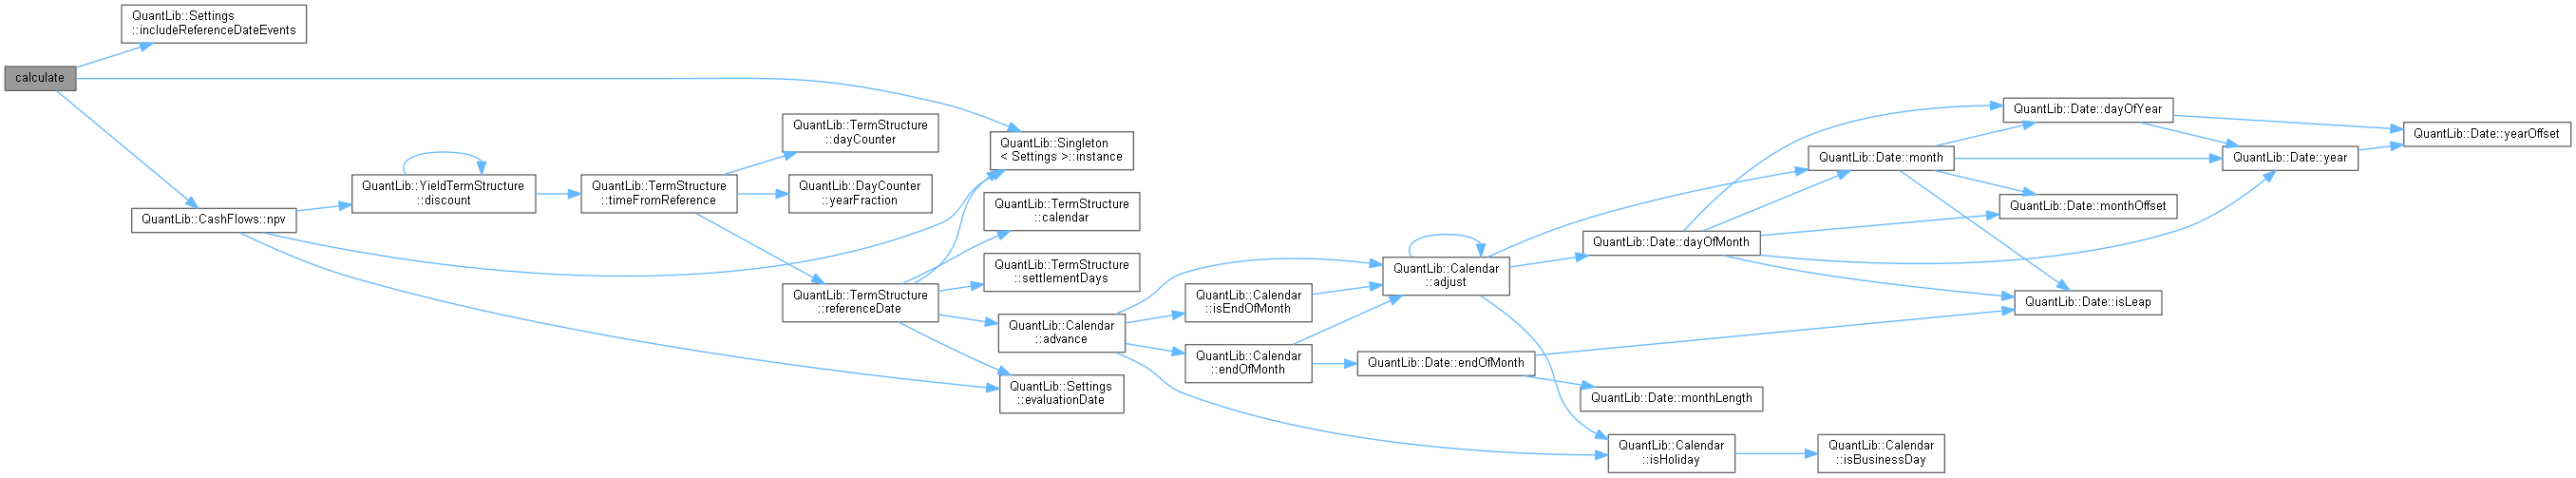 QuantLib::Settings
::includeReferenceDateEvents
calculate
QuantLib::CashFlows::npv
QuantLib::YieldTermStructure
::discount
QuantLib::TermStructure
::timeFromReference
QuantLib::TermStructure
::dayCounter
QuantLib::DayCounter
::yearFraction
QuantLib::TermStructure
::referenceDate
QuantLib::Singleton
< Settings >::instance
QuantLib::TermStructure
::calendar
QuantLib::TermStructure
::settlementDays
QuantLib::Calendar
::advance
QuantLib::Settings
::evaluationDate
QuantLib::Calendar
::isEndOfMonth
QuantLib::Calendar
::endOfMonth
QuantLib::Calendar
::adjust
QuantLib::Date::endOfMonth
QuantLib::Date::dayOfMonth
QuantLib::Date::monthLength
QuantLib::Calendar
::isHoliday
QuantLib::Date::month
QuantLib::Calendar
::isBusinessDay
QuantLib::Date::dayOfYear
QuantLib::Date::monthOffset
QuantLib::Date::isLeap
QuantLib::Date::year
QuantLib::Date::yearOffset